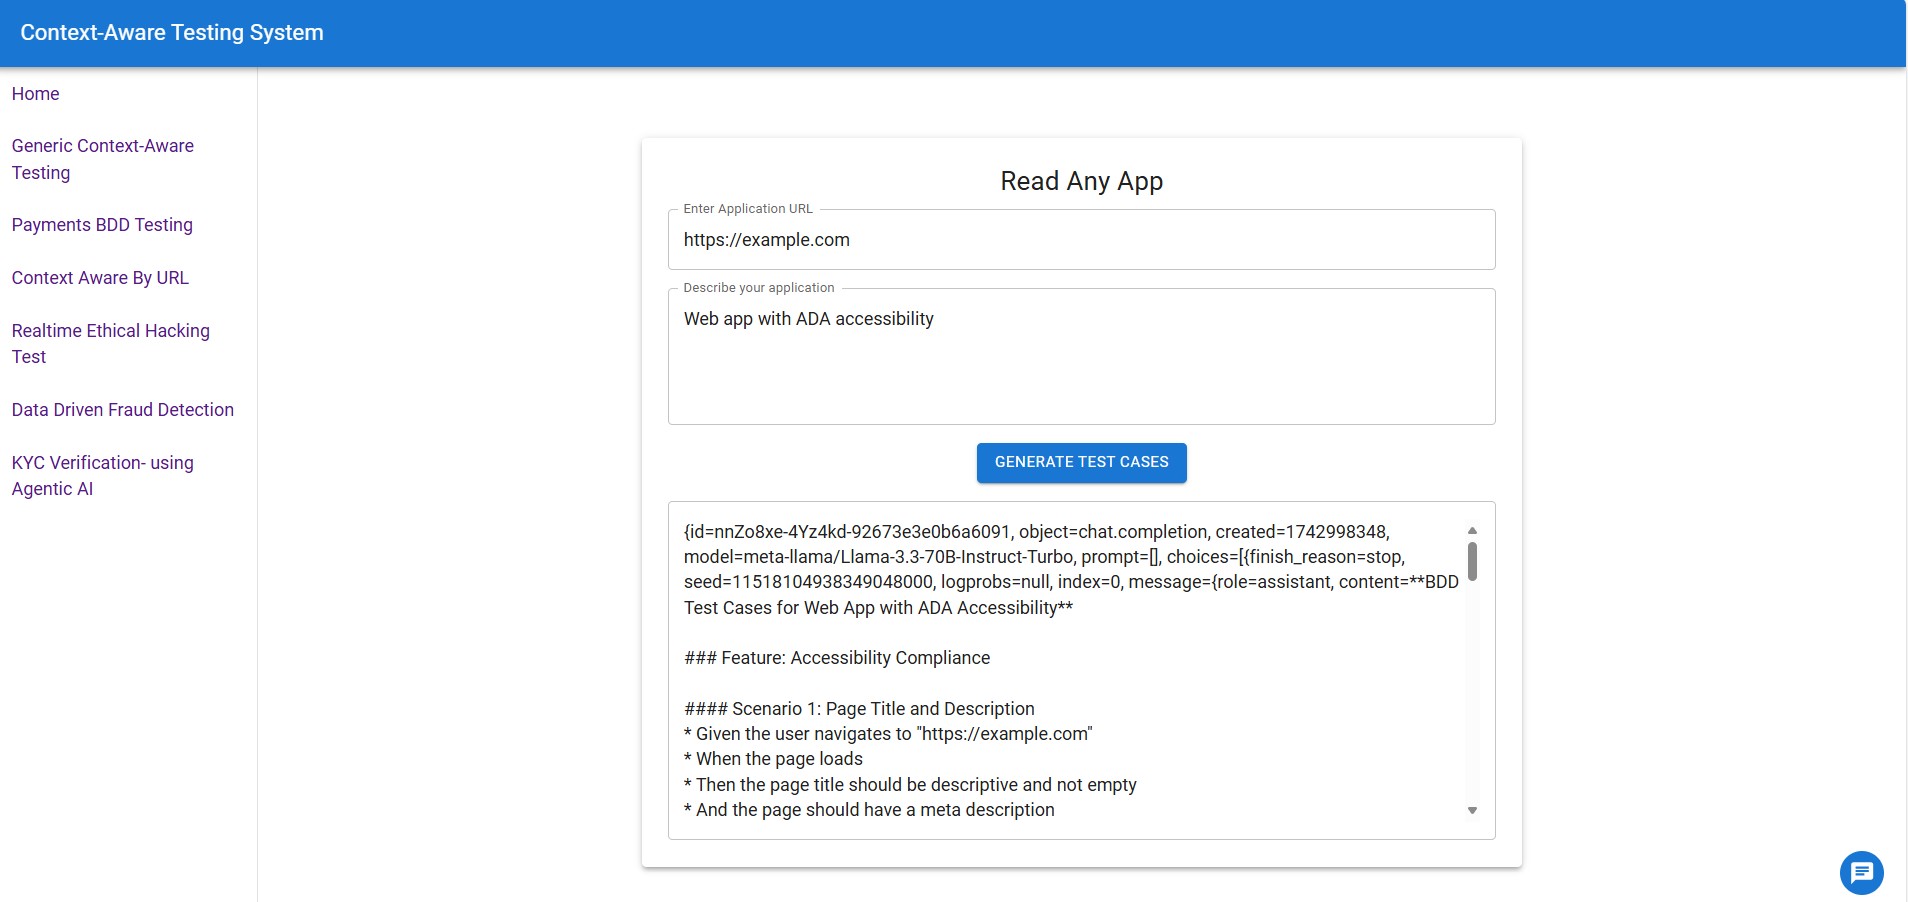 Context-Aware Testing System
Home
Generic Context-Aware
Testing
Payments BDD Testing
Context Aware By URL
Realtime Ethical Hacking
Test
Data Driven Fraud Detection
KYC Verification- using
Agentic AI
Read Any App
Enter Application URL
https://example.com
Describe your application
Web app with ADA accessibility
GENERATE TEST CASES
{id=nnZo8xe-4Yz4kd-92673e3e0b6a6091, object=chat.completion, created=1742998348,
model=meta-llama/Llama-3.3-70B-Instruct-Turbo, prompt=[], choices=[{finish_reason=stop,
seed=11518104938349048000, logprobs=null, index=0, message={role=assistant, content=**BDD
Test Cases for Web App with ADA Accessibility**
### Feature: Accessibility Compliance
#### Scenario 1: Page Title and Description
* Given the user navigates to "https://example.com"
* When the page loads
* Then the page title should be descriptive and not empty
* And the page should have a meta description